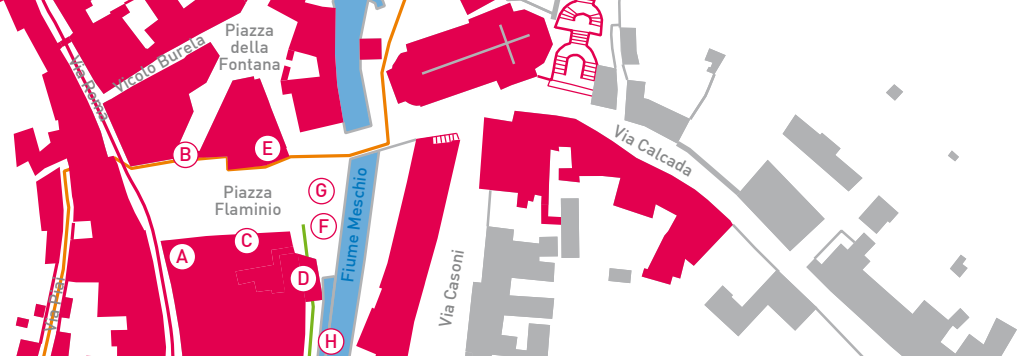 Piazza
della
Fontana
Vicolo Burela
Via Roma
B
E
Via Calcada
Piazza
Flaminio
G
F
Fiume Meschio
A
C
D
Via Casoni
Via Piai
H